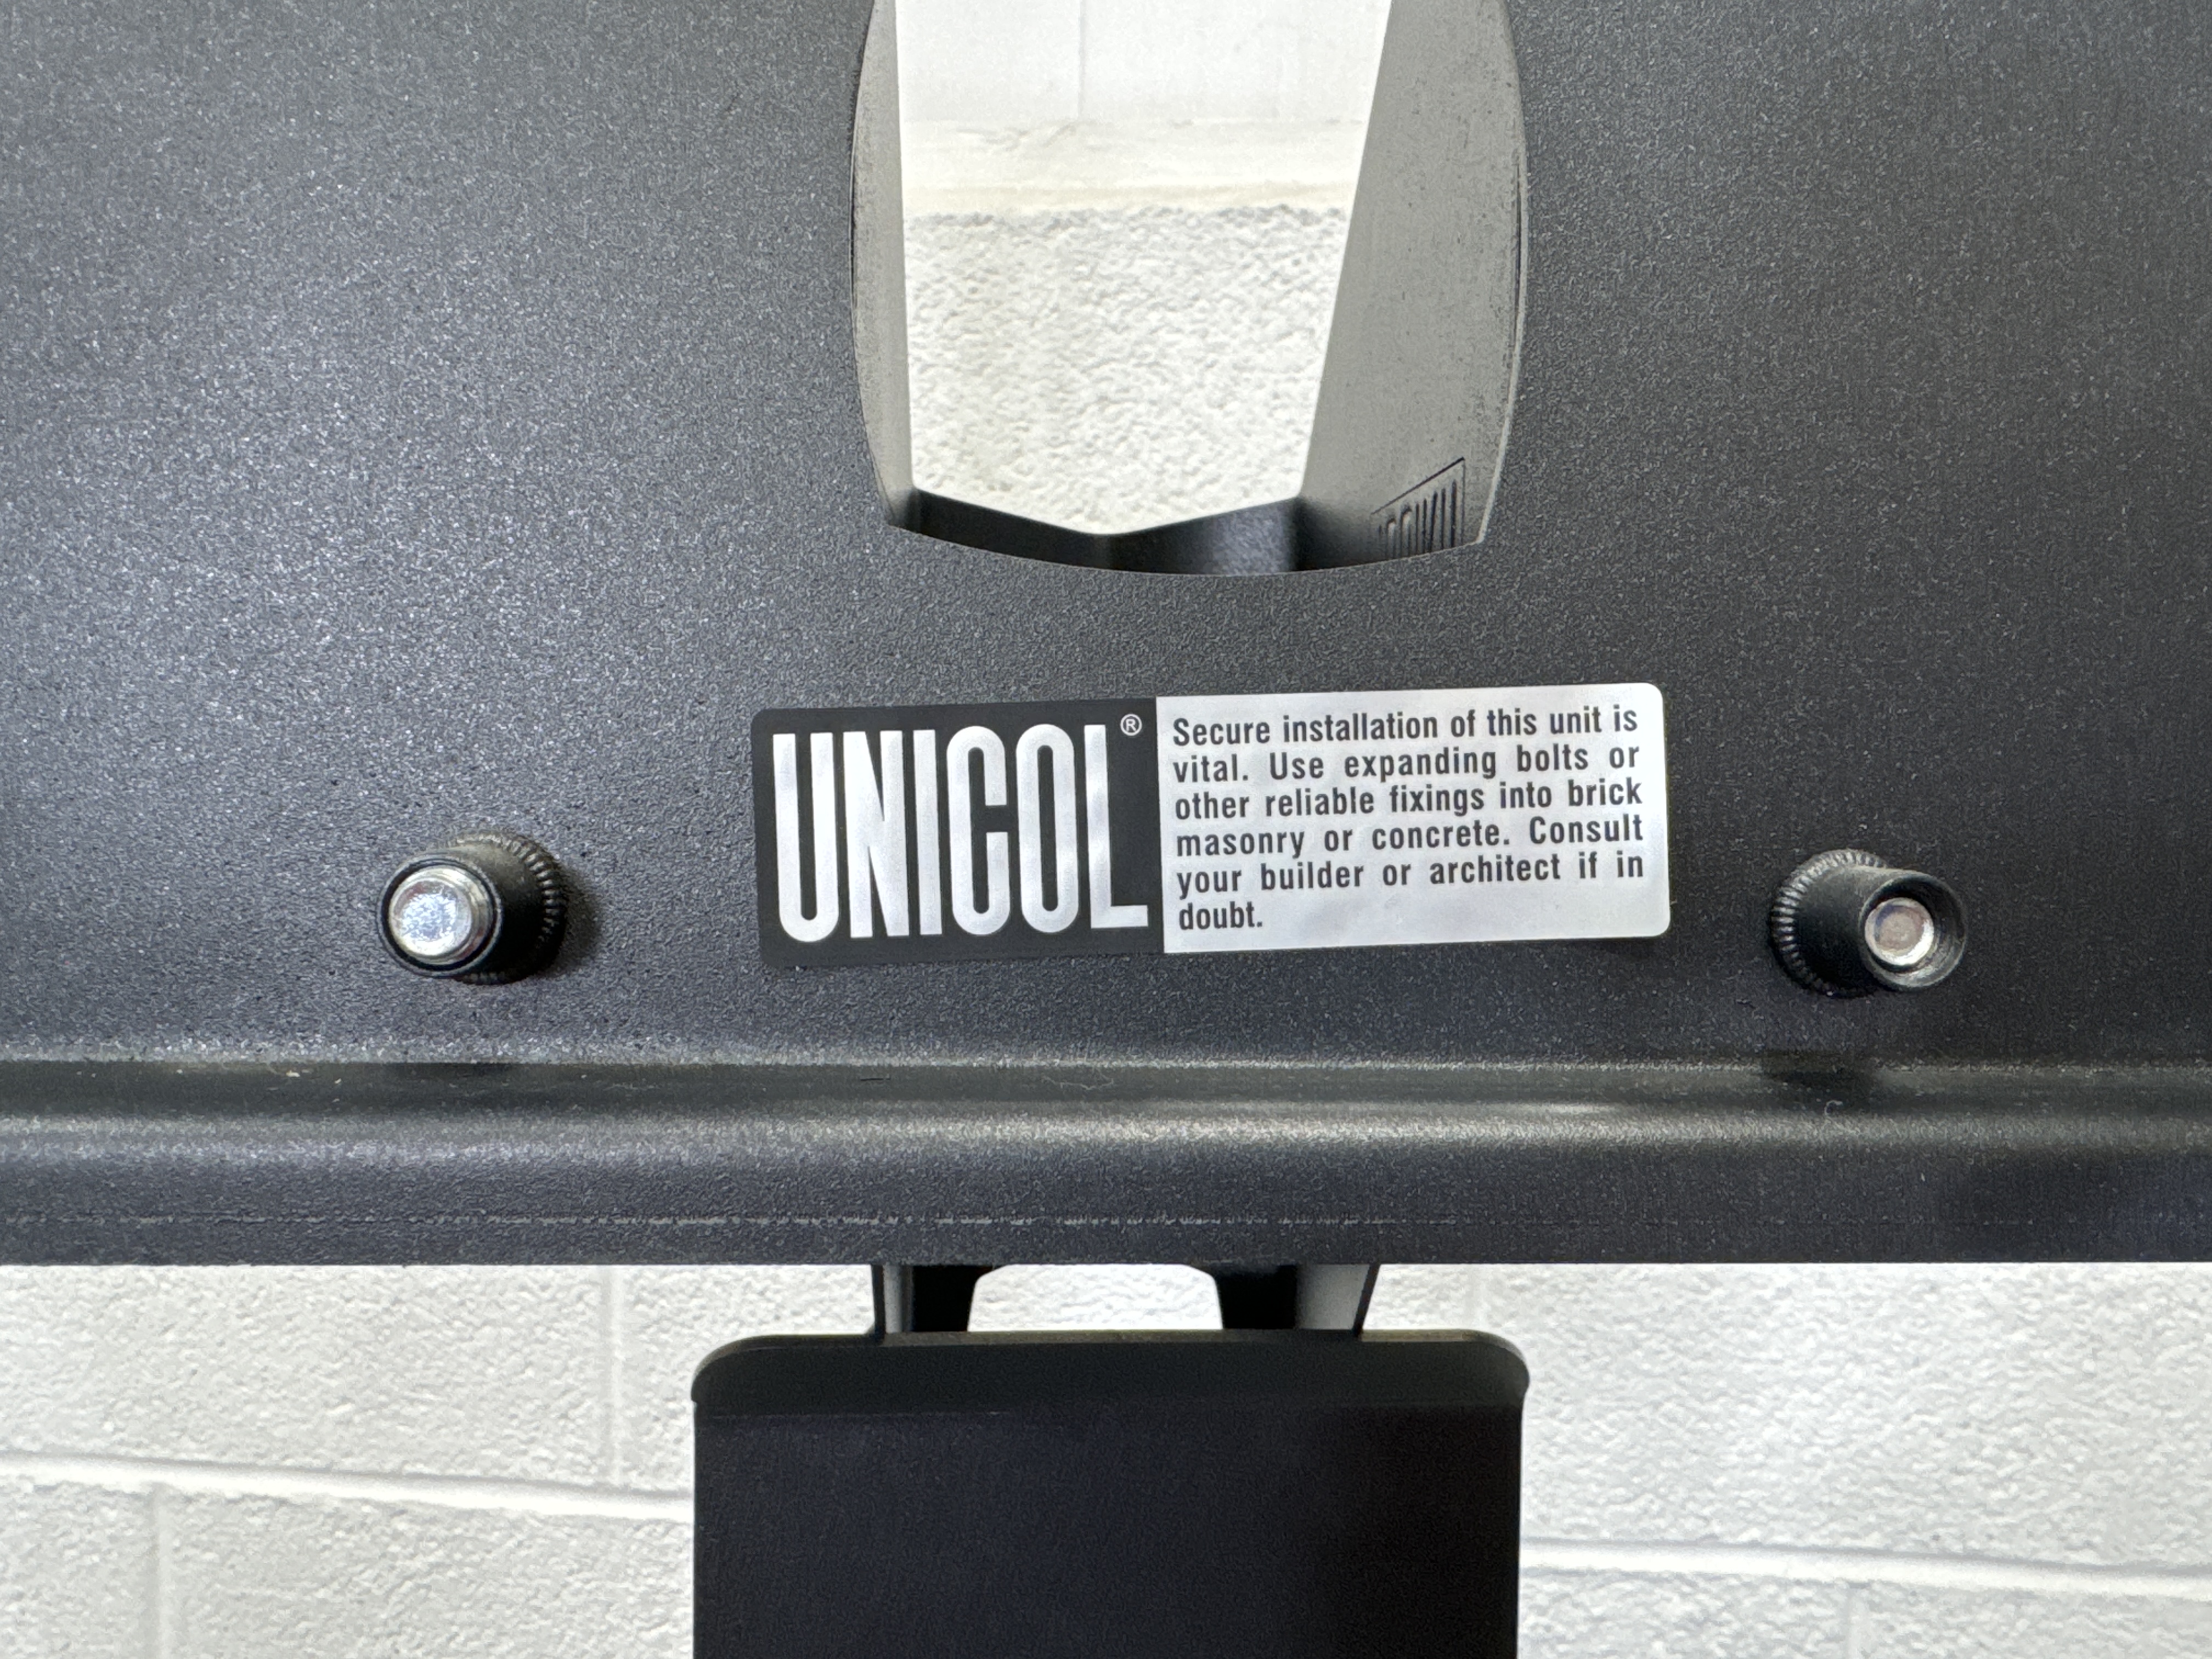 UNICOL®
Secure installation of this unit is
vital. Use expanding bolts or
other reliable fixings into brick
masonry or concrete. Consult
your builder or architect if in
doubt.